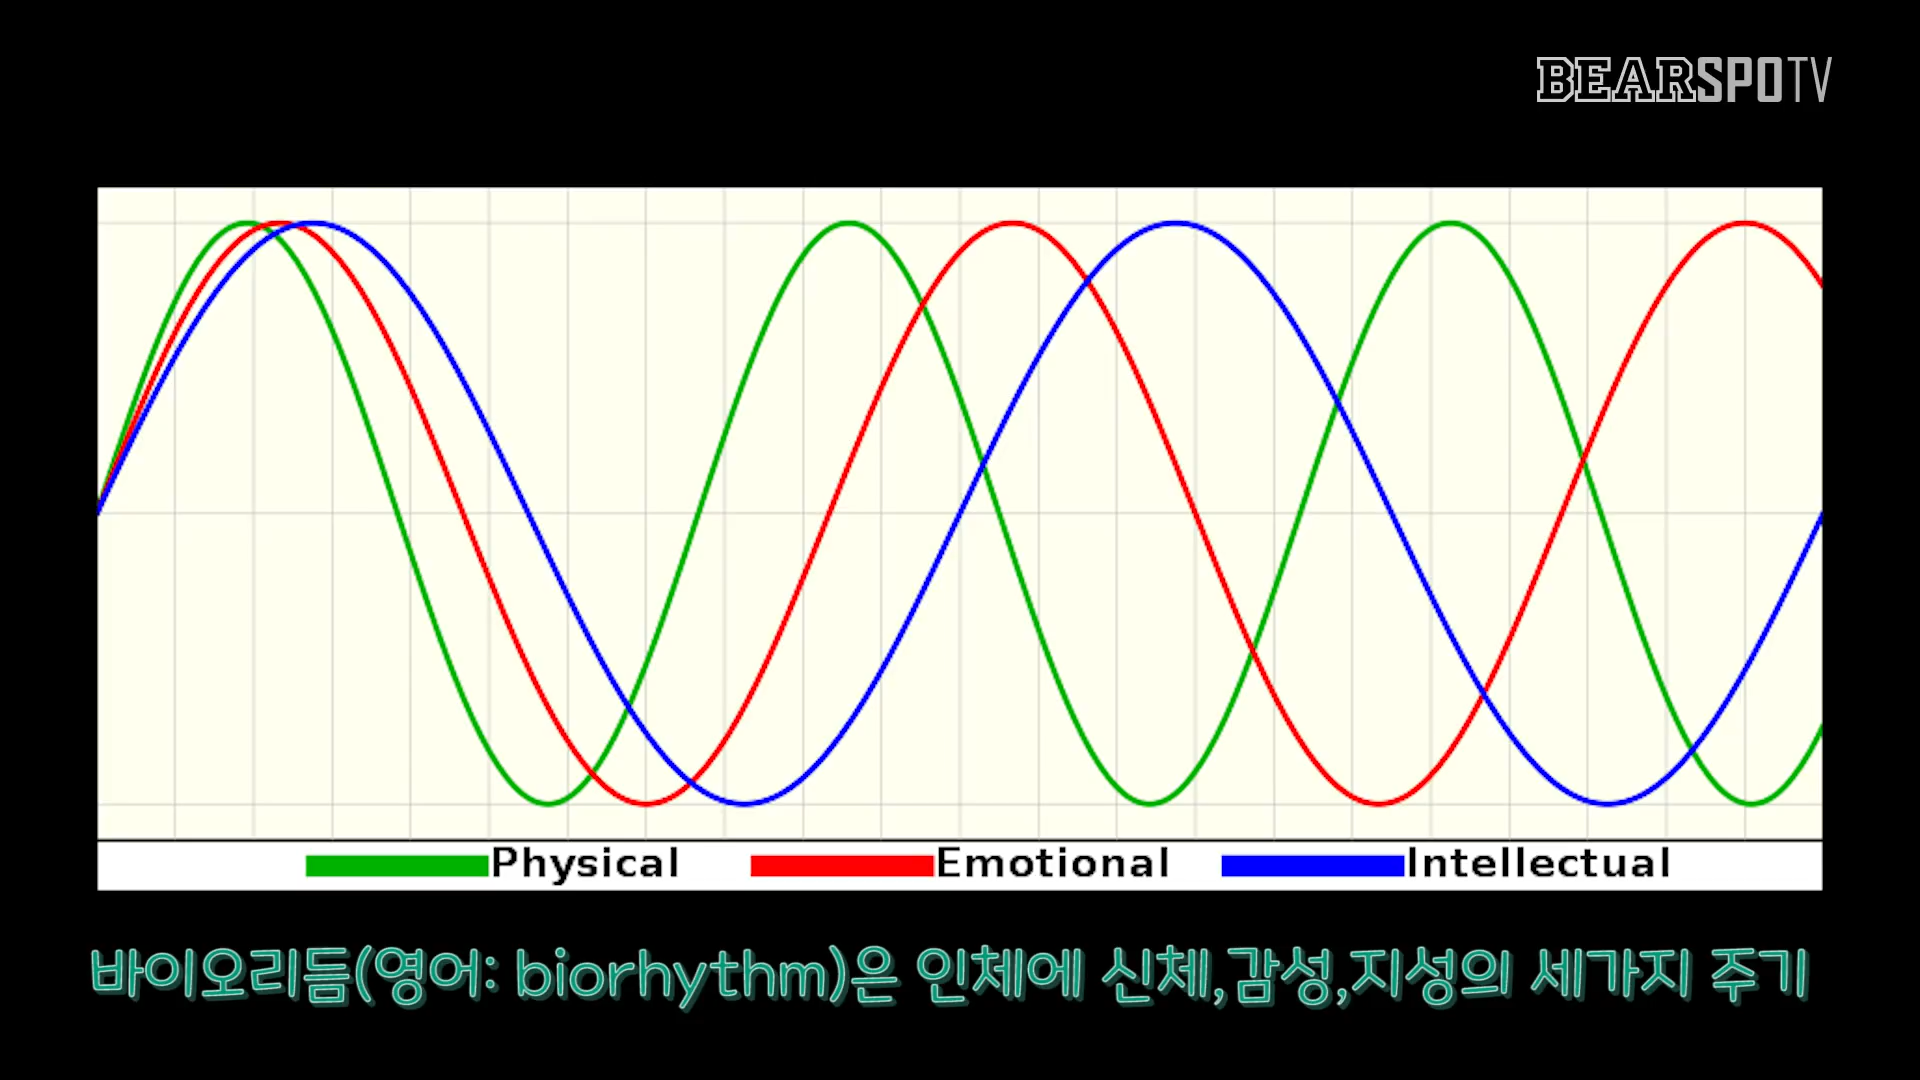 BEARSPOTV
Physical Emotional Intellectual
바이오리듬(영어: biorhythm)은 인체에 신체,감성,지성의 세가지 주기